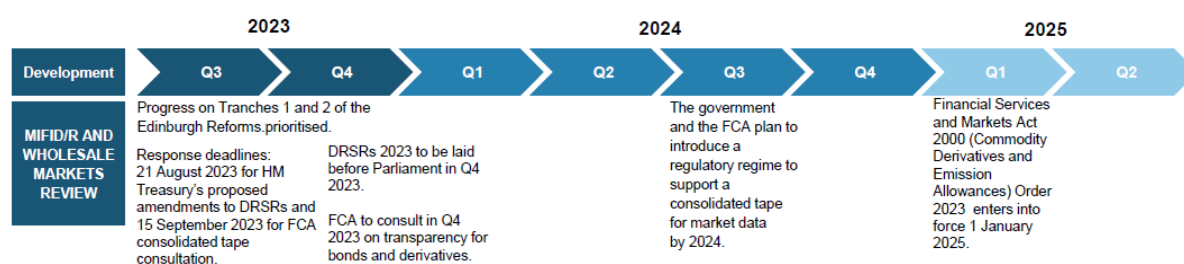 2023
2024
2025
Development
Q3
Q4
Q1
Q2
Q3
Q4
Q1
Q2
MIFID/R AND
WHOLESALE
MARKETS
REVIEW
Progress on Tranches 1 and 2 of the
Edinburgh Reforms.prioritised.
Response deadlines:
21 August 2023 for HM
Treasury's proposed
amendments to DRSRs and
15 September 2023 for FCA
consolidated tape
consultation.
DRSRs 2023 to be laid
before Parliament in Q4
2023.
FCA to consult in Q4
2023 on transparency for
bonds and derivatives.
The government
and the FCA plan to
introduce a
regulatory regime to
support a
consolidated tape
for market data
by 2024.
Financial Services
and Markets Act
2000 (Commodity
Derivatives and
Emission
Allowances) Order
2023 enters into
force 1 January
2025.